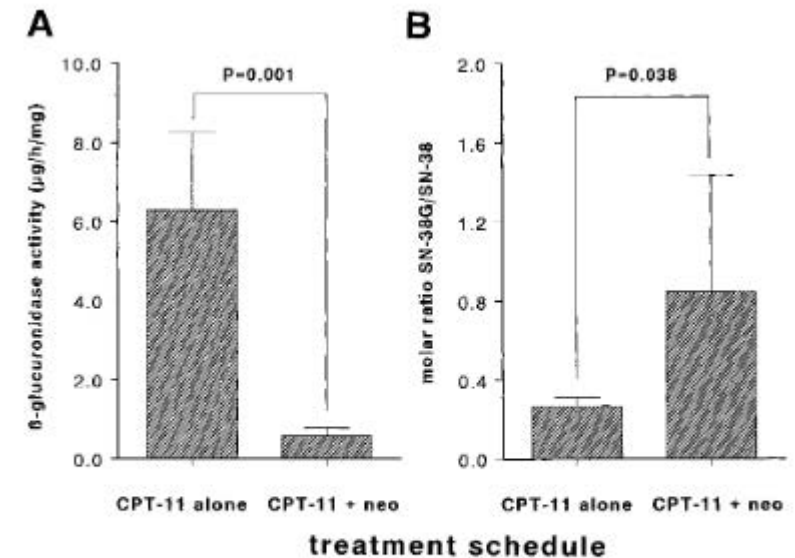 A
B
P=0.001
P=0.038
ß-glucuronidase activity (µg/h/mg)
10.0
8.0
6.0
4.0
2.0
0.0
molar ratio SN-38G/SN-38
2.0
1.6
1.2
0.8
0.4
0.0
CPT-11 alone CPT-11 + neo
CPT-11 alone CPT-11 + neo
treatment schedule